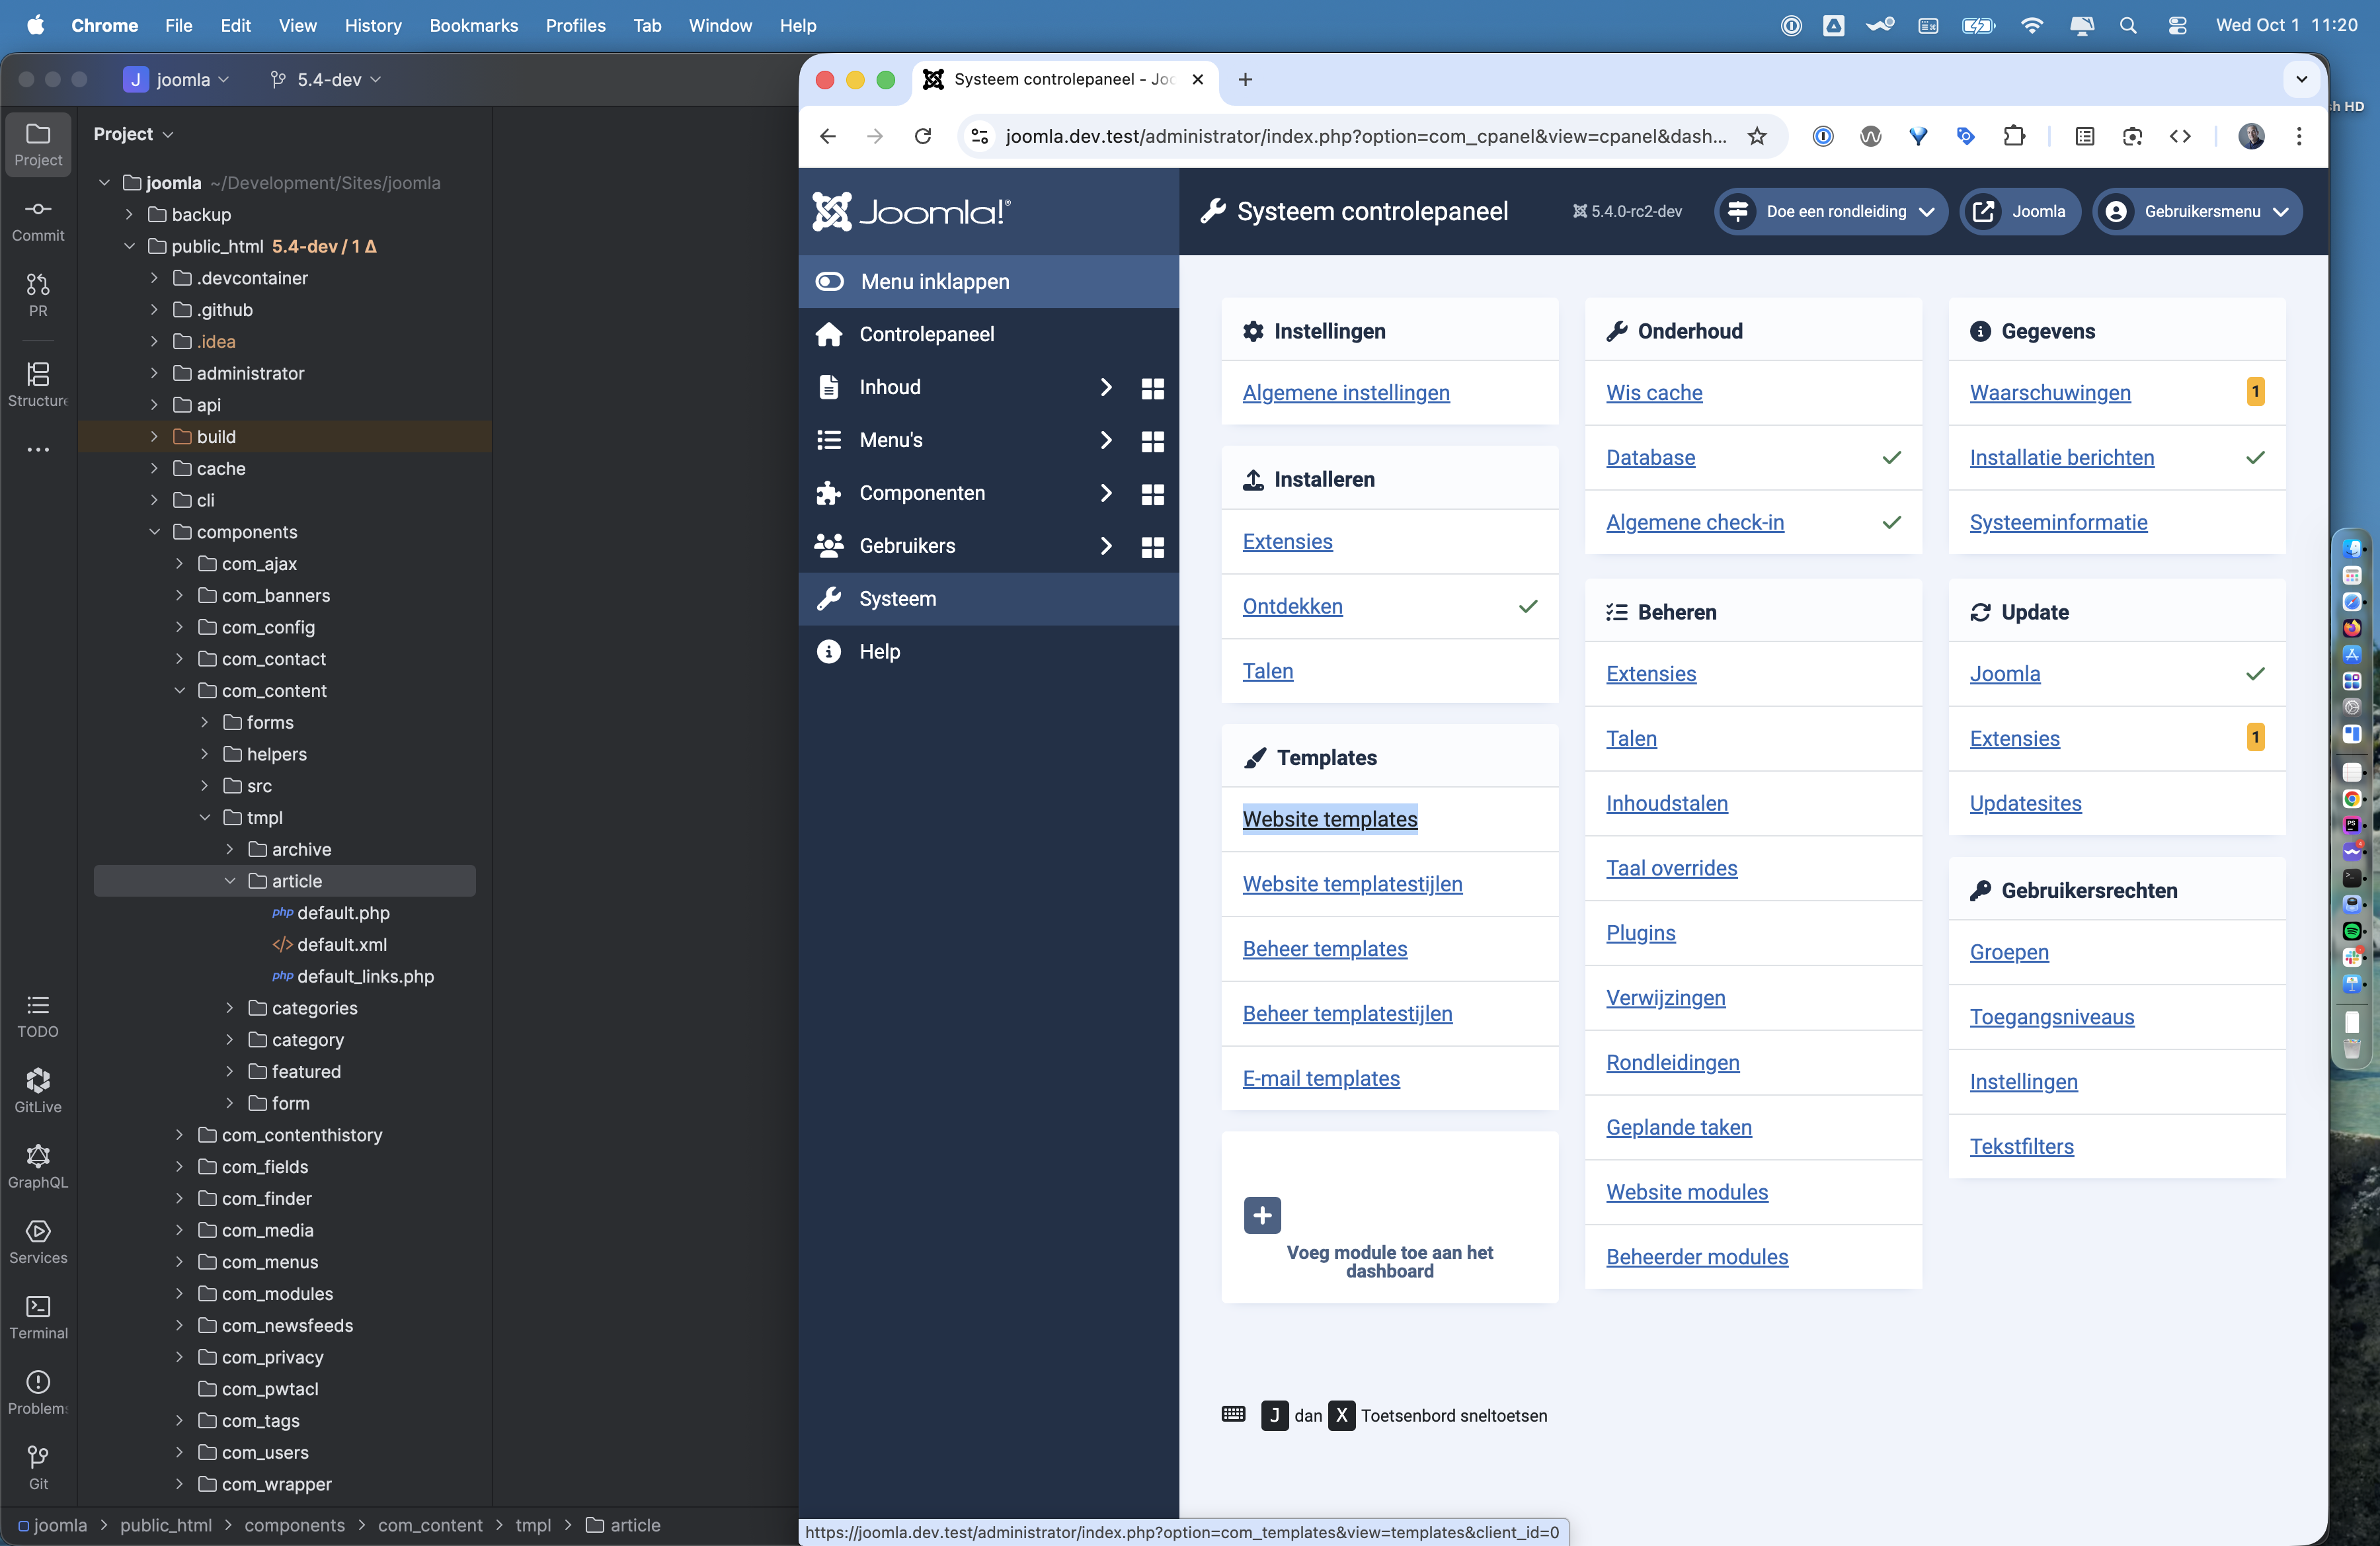 Chrome File Edit View History Bookmarks Profiles Tab Window Help Wed Oct 1 11:20
J joomla 5.4-dev
Project
Project
Commit
PR
Structure
TODO
GitLive
GraphQL
Services
Terminal
Problems
Git
joomla ~/Development/Sites/joomla
backup
public_html 5.4-dev / 1 Δ
.devcontainer
.github
.idea
administrator
api
build
cache
cli
components
com_ajax
com_banners
com_config
com_contact
com_content
forms
helpers
src
tmpl
archive
article
php default.php
</> default.xml
php default_links.php
categories
category
featured
form
com_contenthistory
com_fields
com_finder
com_media
com_menus
com_modules
com_newsfeeds
com_privacy
com_pwtacl
com_tags
com_users
com_wrapper
joomla > public_html > components > com_content > tmpl > article
Systeem controlepaneel - Joo
joomla.dev.test/administrator/index.php?option=com_cpanel&view=cpanel&dash...
sh HD
Joomla!®
Systeem controlepaneel
5.4.0-rc2-dev
Doe een rondleiding
Joomla
Gebruikersmenu
Menu inklappen
Controlepaneel
Inhoud
Menu's
Componenten
Gebruikers
Systeem
Help
Instellingen
Algemene instellingen
Installeren
Extensies
Ontdekken
Talen
Templates
Website templates
Website templatestijlen
Beheer templates
Beheer templatestijlen
E-mail templates
Voeg module toe aan het
dashboard
Onderhoud
Wis cache
Database
Algemene check-in
Beheren
Extensies
Talen
Inhoudstalen
Taal overrides
Plugins
Verwijzingen
Rondleidingen
Geplande taken
Website modules
Beheerder modules
Gegevens
Waarschuwingen 1
Installatie berichten
Systeeminformatie
Update
Joomla
Extensies 1
Updatesites
Gebruikersrechten
Groepen
Toegangsniveaus
Instellingen
Tekstfilters
J dan X Toetsenbord sneltoetsen
https://joomla.dev.test/administrator/index.php?option=com_templates&view=templates&client_id=0